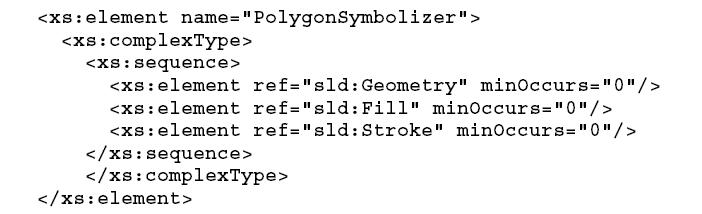 <xs:element name="PolygonSymbolizer">
  <xs:complexType>
    <xs:sequence>
      <xs:element ref="sld:Geometry" minOccurs="0"/>
      <xs:element ref="sld:Fill" minOccurs="0"/>
      <xs:element ref="sld:Stroke" minOccurs="0"/>
    </xs:sequence>
    </xs:complexType>
</xs:element>